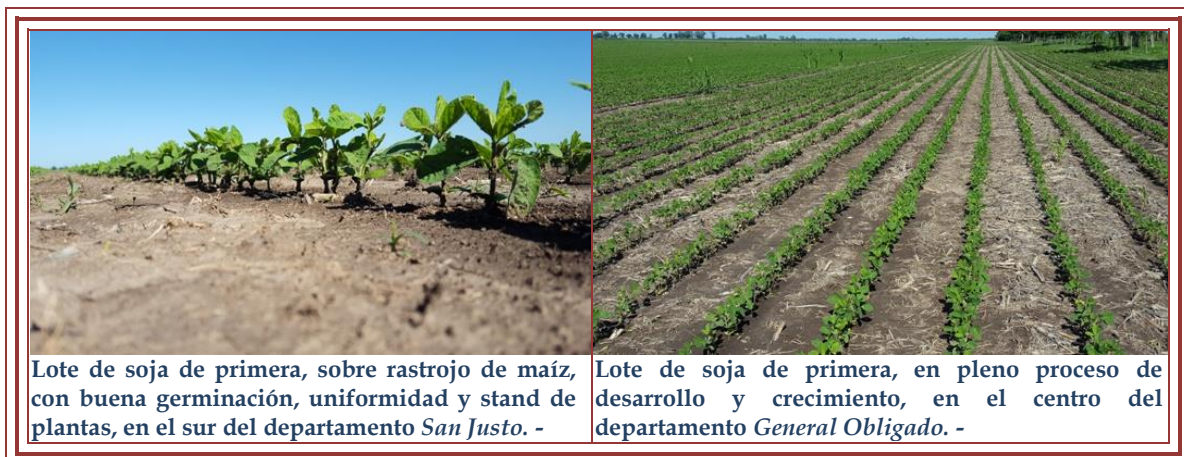 Lote de soja de primera, sobre rastrojo de maíz,
con buena germinación, uniformidad y stand de
plantas, en el sur del departamento San Justo. -
Lote de soja de primera, en pleno proceso de
desarrollo y crecimiento, en el centro del
departamento General Obligado. -